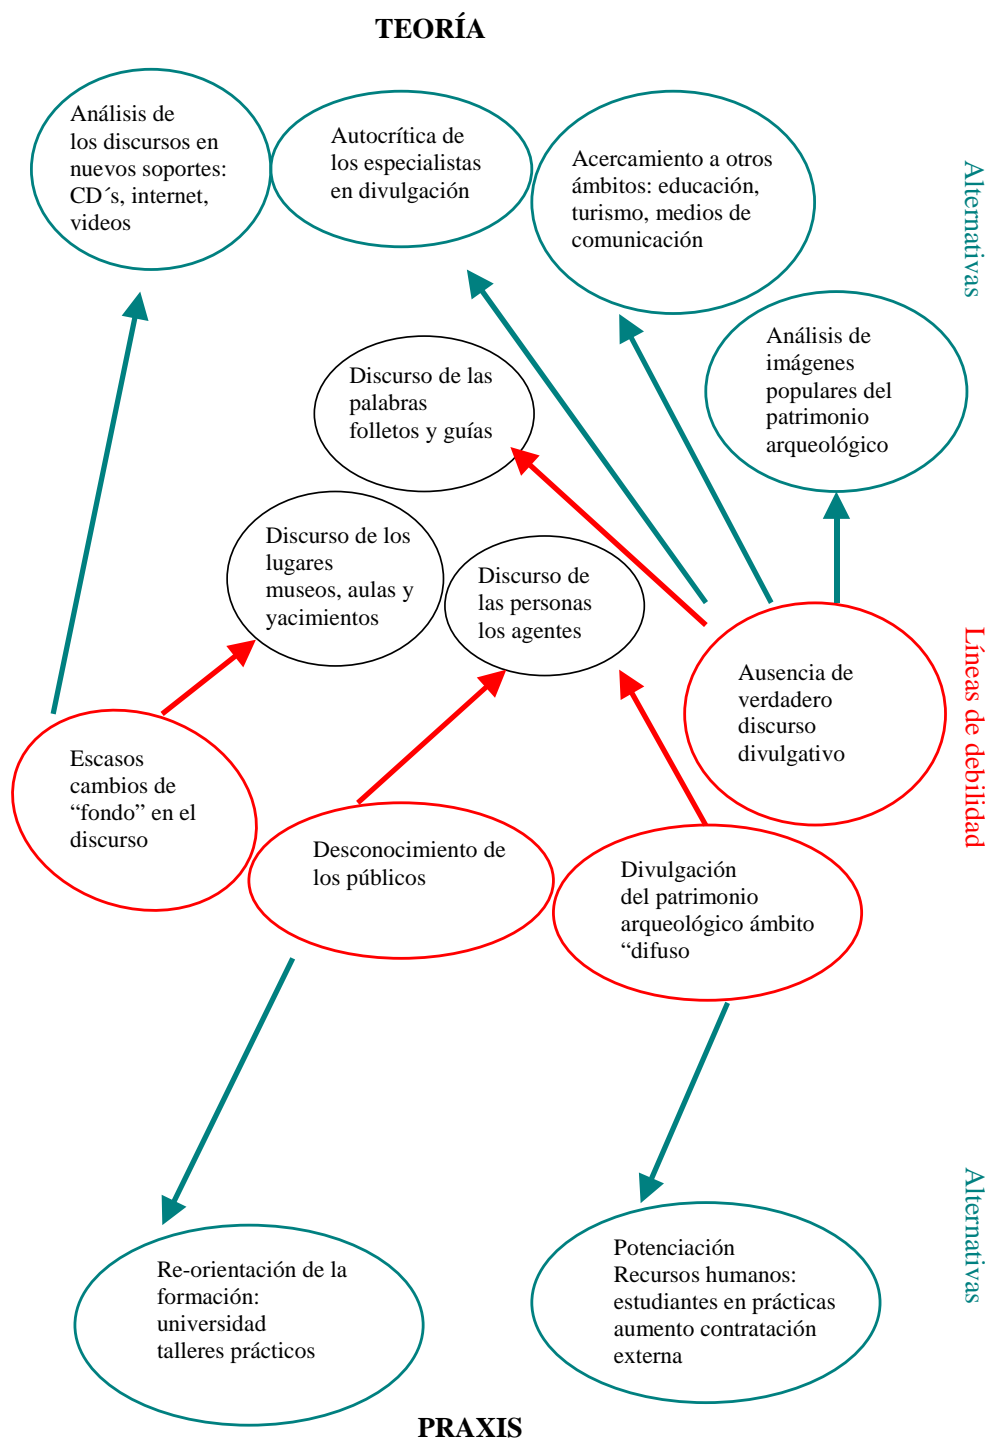 TEORÍA
Análisis de
los discursos en
nuevos soportes:
CD´s, internet,
videos
Autocrítica de
los especialistas
en divulgación
Acercamiento a otros
ámbitos: educación,
turismo, medios de
comunicación
Alternativas
Análisis de
imágenes
populares del
patrimonio
arqueológico
Discurso de las
palabras
folletos y guías
Discurso de los
lugares
museos, aulas y
yacimientos
Discurso de
las personas
los agentes
Líneas de debilidad
Ausencia de
verdadero
discurso
divulgativo
Escasos
cambios de
“fondo” en el
discurso
Desconocimiento de
los públicos
Divulgación
del patrimonio
arqueológico ámbito
“difuso
Alternativas
Re-orientación de la
formación:
universidad
talleres prácticos
Potenciación
Recursos humanos:
estudiantes en prácticas
aumento contratación
externa
PRAXIS